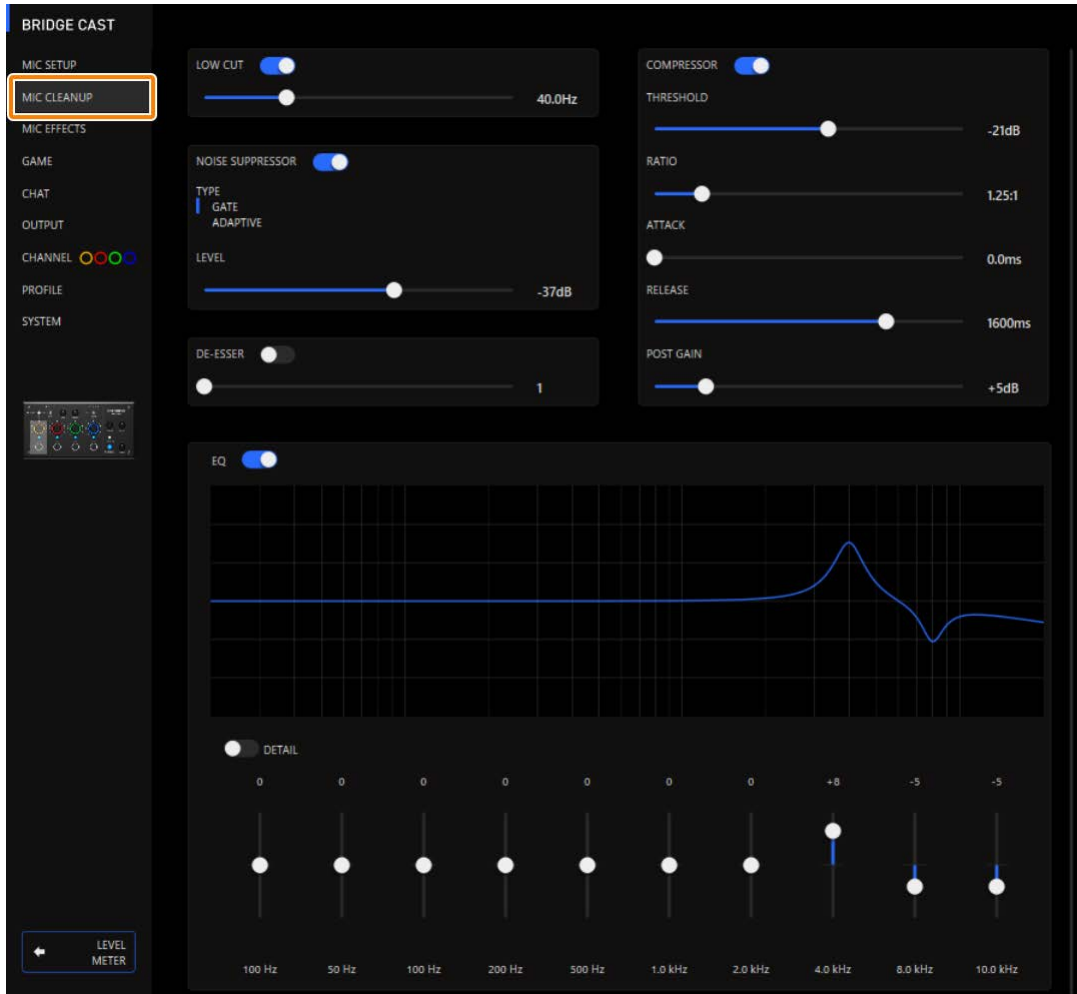 BRIDGE CAST
MIC SETUP
MIC CLEANUP
MIC EFFECTS
GAME
CHAT
OUTPUT
CHANNEL
PROFILE
SYSTEM
LEVEL
METER
LOW CUT
40.0Hz
NOISE SUPPRESSOR
TYPE
GATE
ADAPTIVE
LEVEL
-37dB
DE-ESSER
1
COMPRESSOR
THRESHOLD
-21dB
RATIO
1.25:1
ATTACK
0.0ms
RELEASE
1600ms
POST GAIN
+5dB
EQ
DETAIL
0 0 0 0 0 0 0 +8 -5 -5
100 Hz 50 Hz 100 Hz 200 Hz 500 Hz 1.0 kHz 2.0 kHz 4.0 kHz 8.0 kHz 10.0 kHz